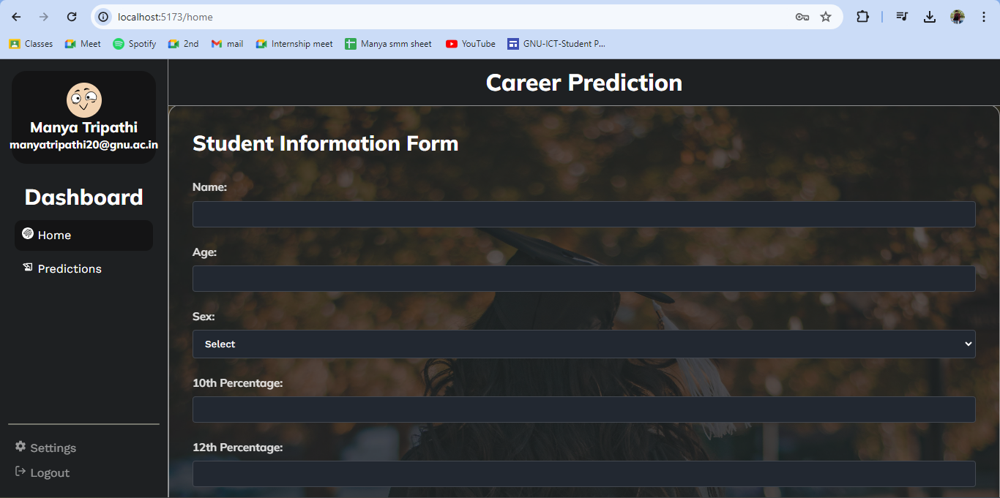 localhost:5173/home
Classes Meet Spotify 2nd mail Internship meet Manya smm sheet YouTube GNU-ICT-Student P...
Manya Tripathi
manyatripathi20@gnu.ac.in
Dashboard
Home
Predictions
Settings
Logout
Career Prediction
Student Information Form
Name:
Age:
Sex:
Select
10th Percentage:
12th Percentage: